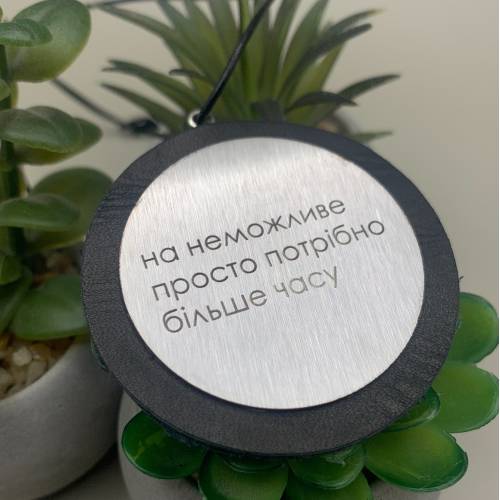 на неможливе
просто потрібно
більше часу